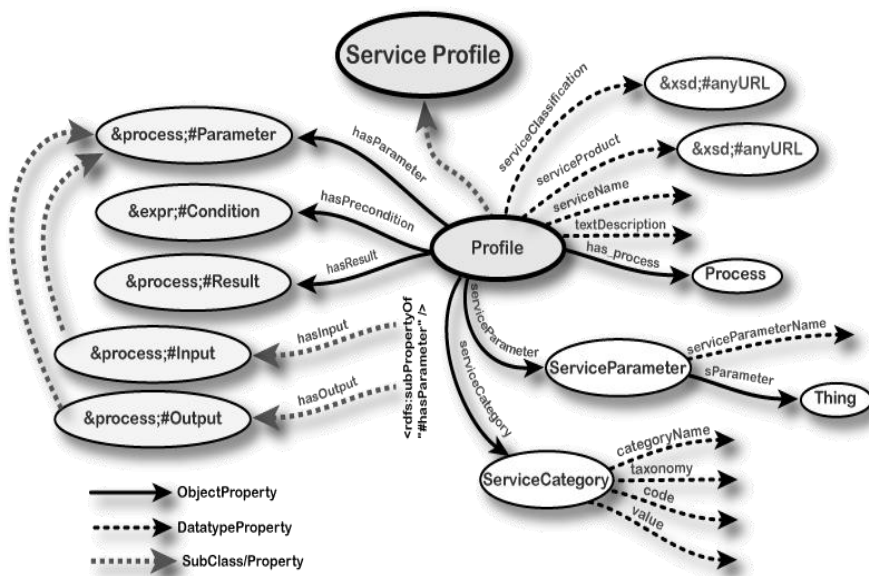 Service Profile
&xsd;#anyURL
serviceClassification
&process;#Parameter
hasParameter
serviceProduct
&xsd;#anyURL
serviceName
&expr;#Condition
hasPrecondition
textDescription
Profile
has_process
&process;#Result
hasResult
Process
hasInput
<rdfs:subPropertyOf
"#hasParameter" />
serviceParameter
serviceCategory
serviceParameterName
&process;#Input
ServiceParameter
sParameter
hasOutput
Thing
&process;#Output
categoryName
ServiceCategory
taxonomy
code
value
ObjectProperty
DatatypeProperty
SubClass/Property